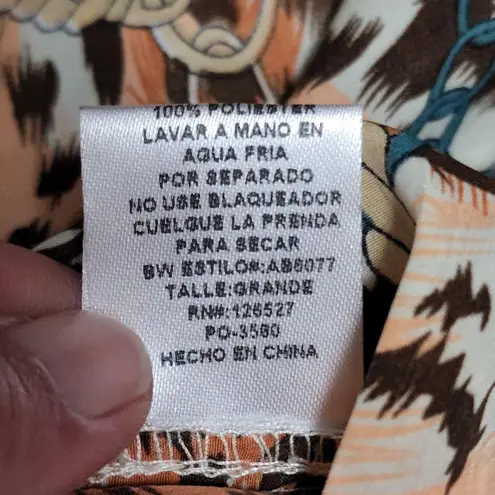 100% POLIESTER
LAVAR A MANO EN
AGUA FRIA
POR SEPARADO
NO USE BLAQUEADOR
CUELGUE LA PRENDA
PARA SECAR
BW ESTILO#:AB6077
TALLE:GRANDE
RN#:126527
PO-3560
HECHO EN CHINA